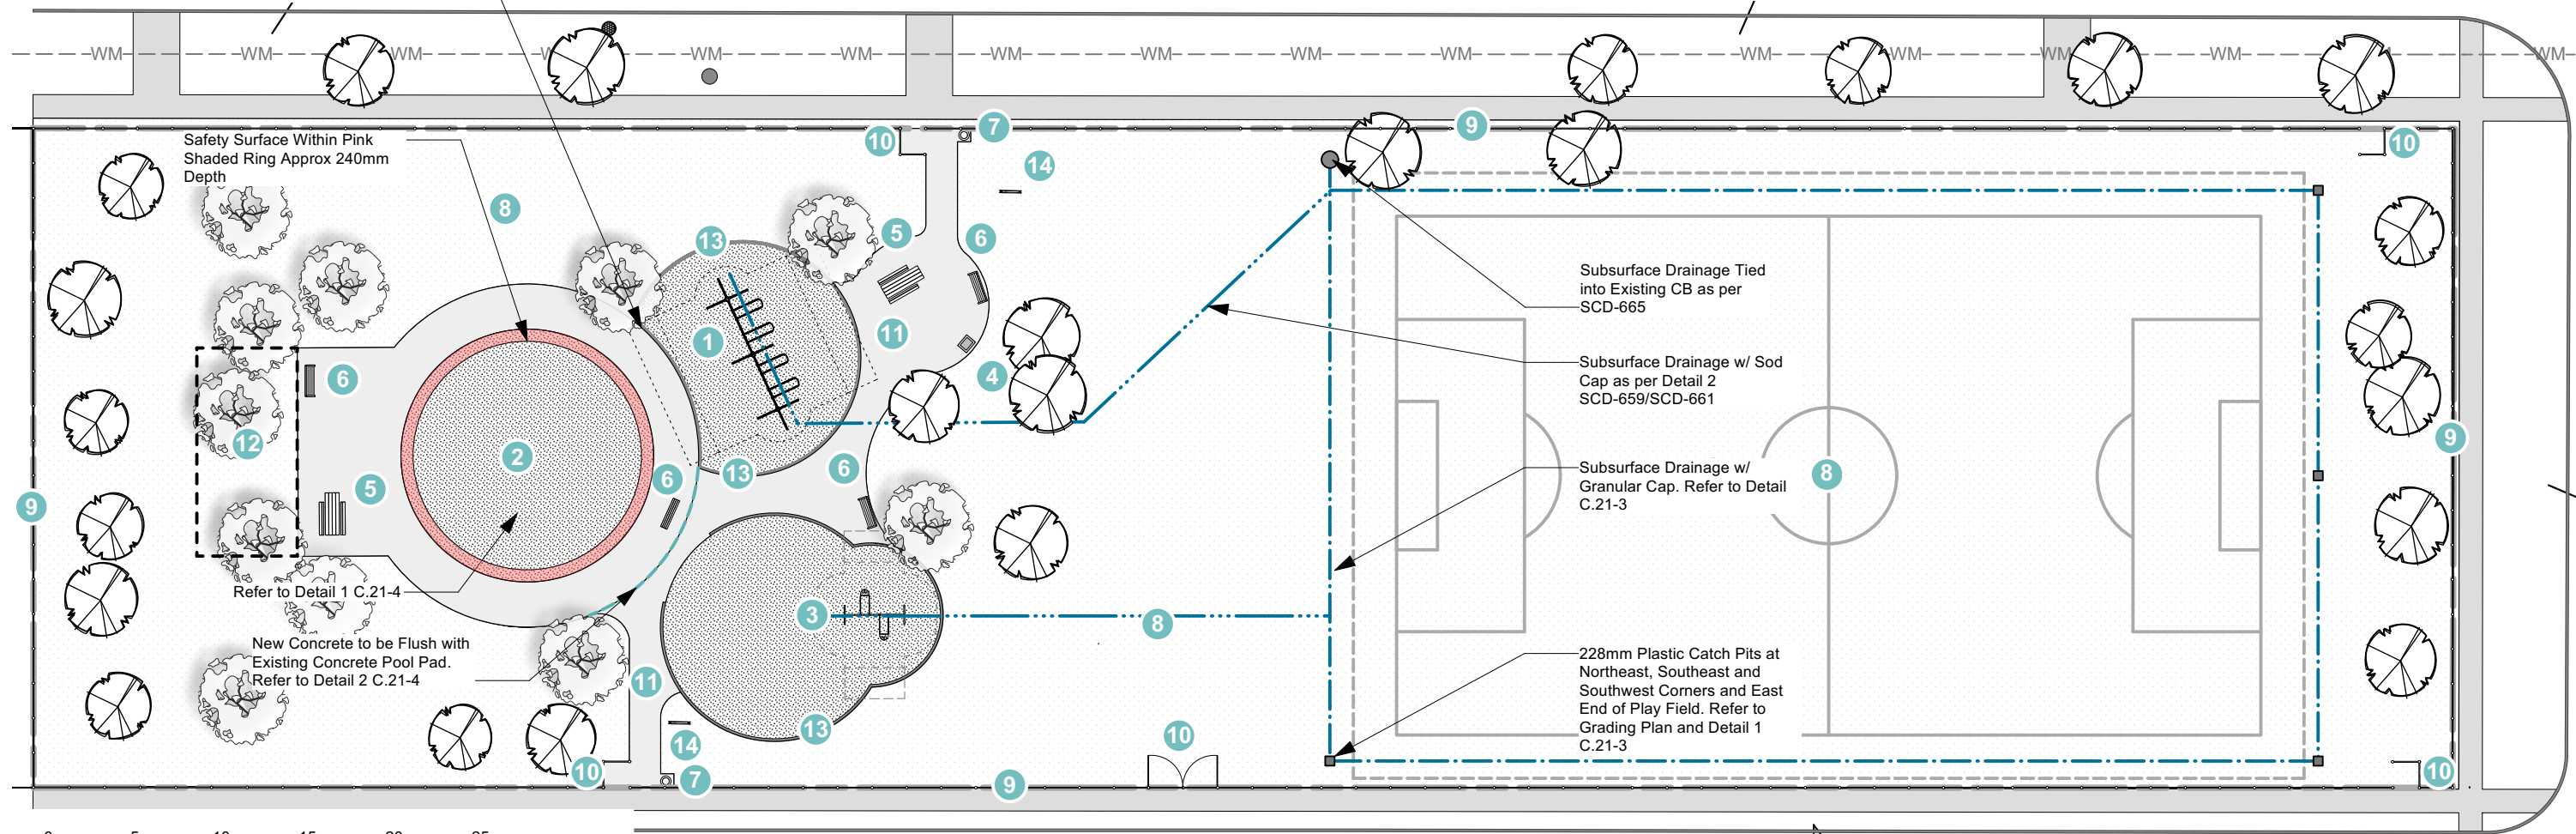 WM WM WM WM WM WM WM WM WM WM WM WM WM WM WM
Safety Surface Within Pink
Shaded Ring Approx 240mm
Depth
10
7
9
10
14
8
13
5
6
1
11
4
6
12
5
2
6
13
6
9
Refer to Detail 1 C.21-4
New Concrete to be Flush with
Existing Concrete Pool Pad.
Refer to Detail 2 C.21-4
3
8
11
13
14
10
7
10
9
Subsurface Drainage Tied
into Existing CB as per
SCD-665
Subsurface Drainage w/ Sod
Cap as per Detail 2
SCD-659/SCD-661
Subsurface Drainage w/
Granular Cap. Refer to Detail
C.21-3
8
9
228mm Plastic Catch Pits at
Northeast, Southeast and
Southwest Corners and East
End of Play Field. Refer to
Grading Plan and Detail 1
C.21-3
10